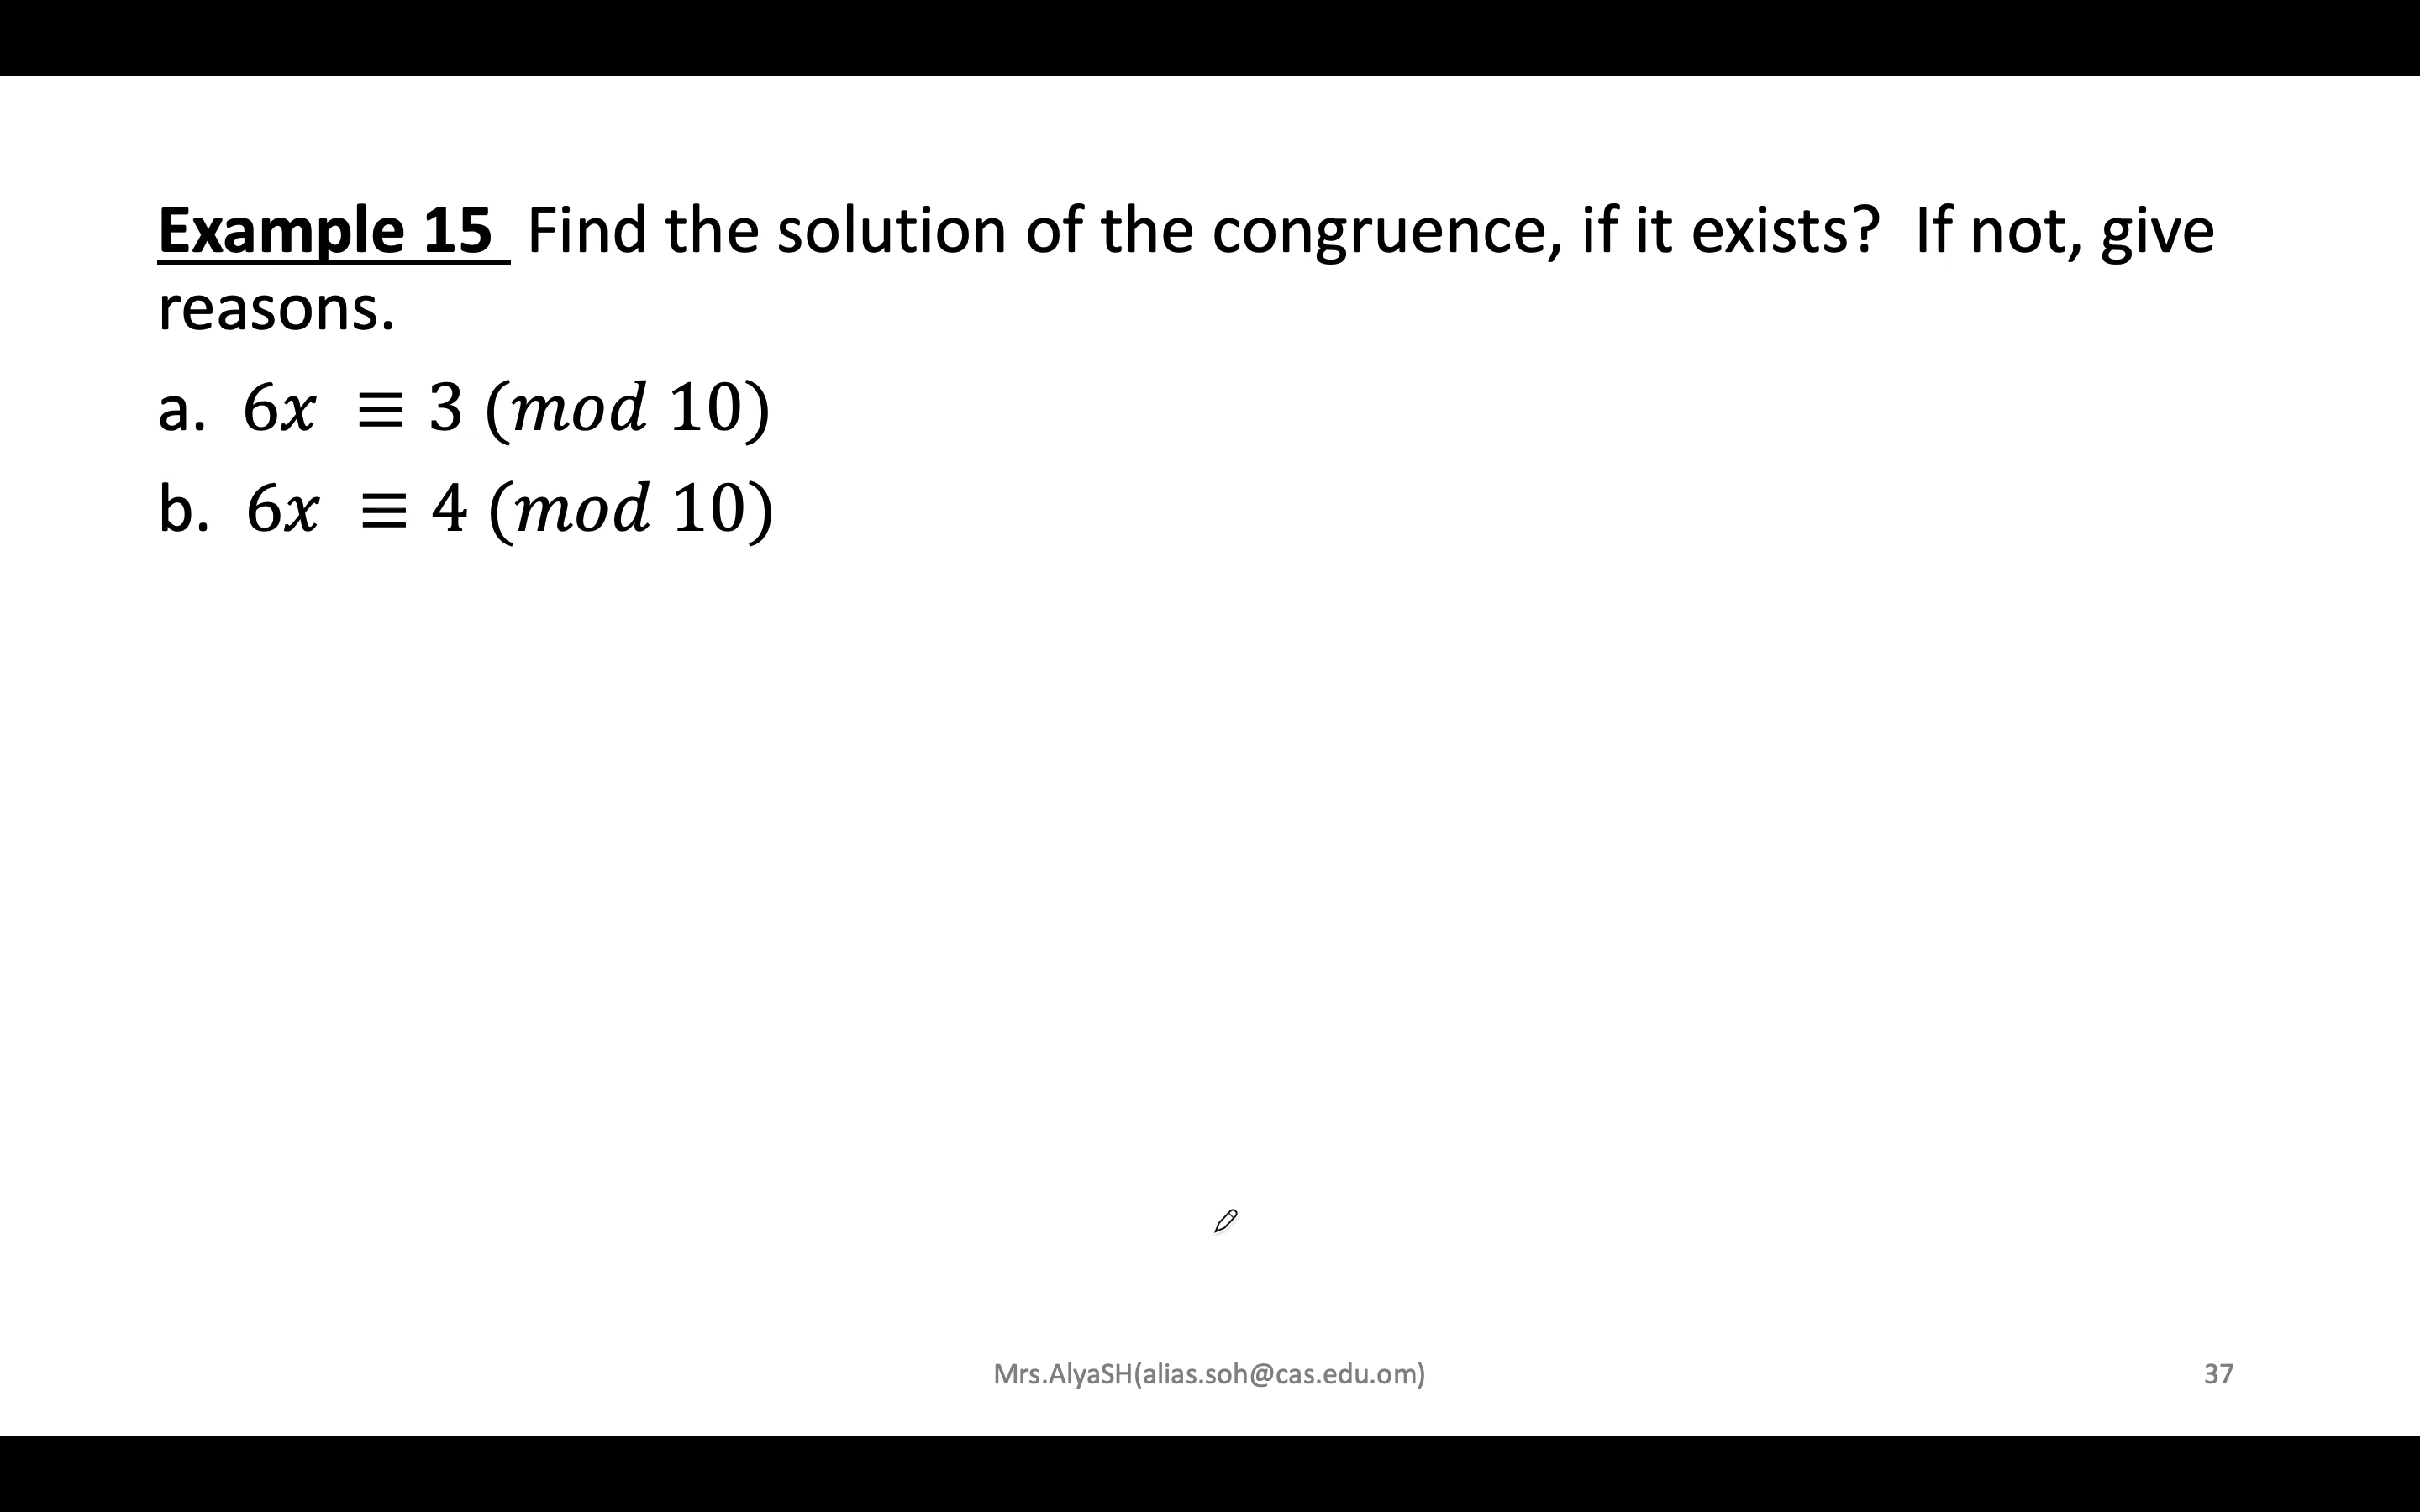 Example 15 Find the solution of the congruence, if it exists? If not, give
reasons.
a. 6x ≡ 3 (mod 10)
b. 6x ≡ 4 (mod 10)
Mrs.AlyaSH(alias.soh@cas.edu.om)
37